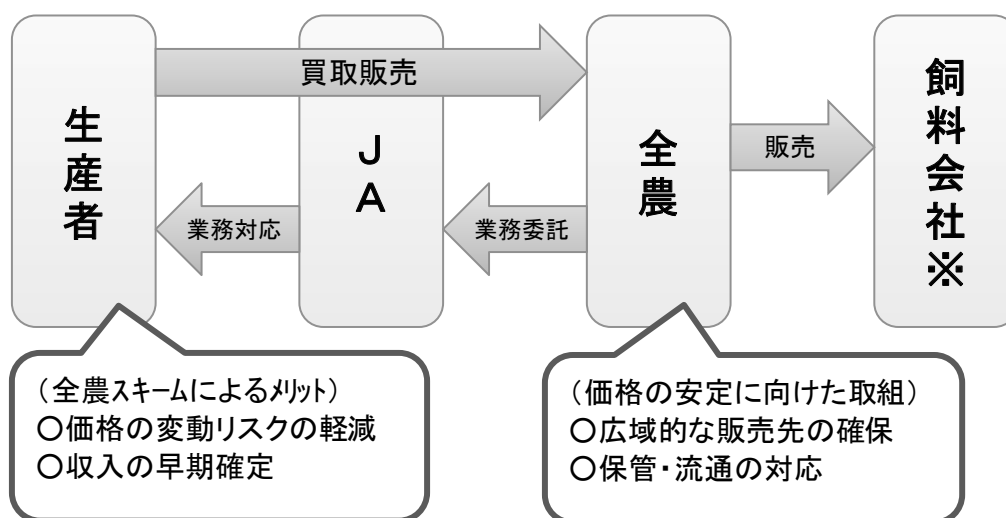 買取販売
生産者
JA
全農
飼料会社※
販売
業務対応
業務委託
(全農スキームによるメリット)
○価格の変動リスクの軽減
○収入の早期確定
(価格の安定に向けた取組)
○広域的な販売先の確保
○保管・流通の対応